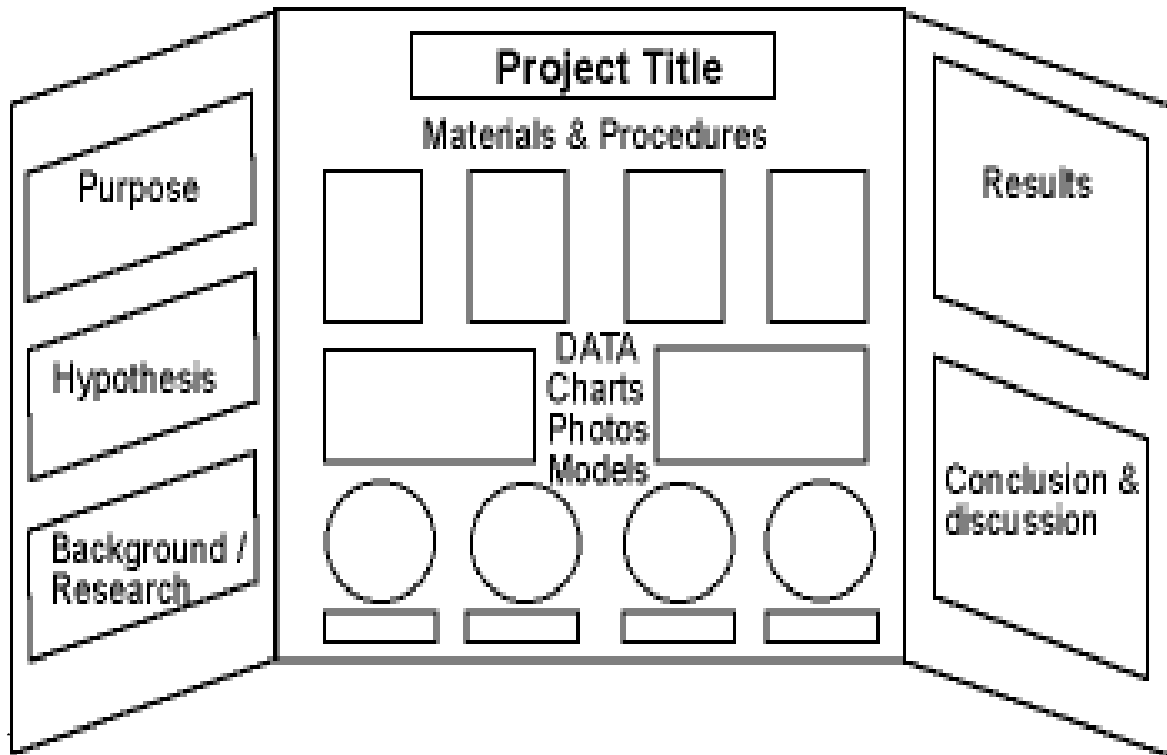 Purpose
Hypothesis
Background /
Research
Project Title
Materials & Procedures
DATA
Charts
Photos
Models
Results
Conclusion &
discussion